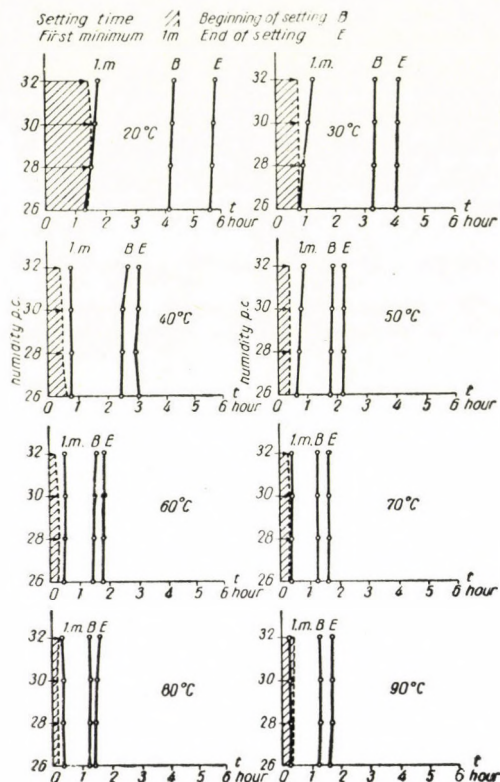 Setting time Beginning of setting B
First minimum 1m End of setting E
1.m B E
32
30
28
26
20°C
0 1 2 3 4 5 6
t
hour
1.m. B E
32
30
28
26
30°C
0 1 2 3 4 5 6
t
hour
humidity p.c.
1.m B E
32
30
28
26
40°C
0 1 2 3 4 5 6
t
hour
humidity p.c.
1.m. B E
32
30
28
26
50°C
0 1 2 3 4 5 6
t
hour
1.m. B E
32
30
28
26
60°C
0 1 2 3 4 5 6
t
hour
1.m. B E
32
30
28
26
70°C
0 1 2 3 4 5 6
t
hour
1.m. B E
32
30
28
26
80°C
0 1 2 3 4 5 6
t
hour
1.m. B E
32
30
28
26
90°C
0 1 2 3 4 5 6
t
hour